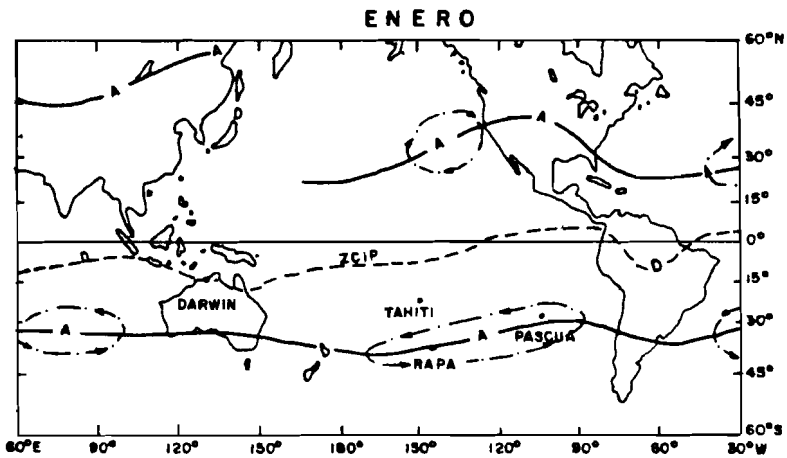 ENERO
60°N
A
A
45°
A
A
30°
15°
0°
D
ZCIP
D
15°
DARWIN
TAHITI
A
A
PASCUA
30°
RAPA
45°
60°S
60°E 90° 120° 150° 180° 150° 120° 90° 60° 30°W